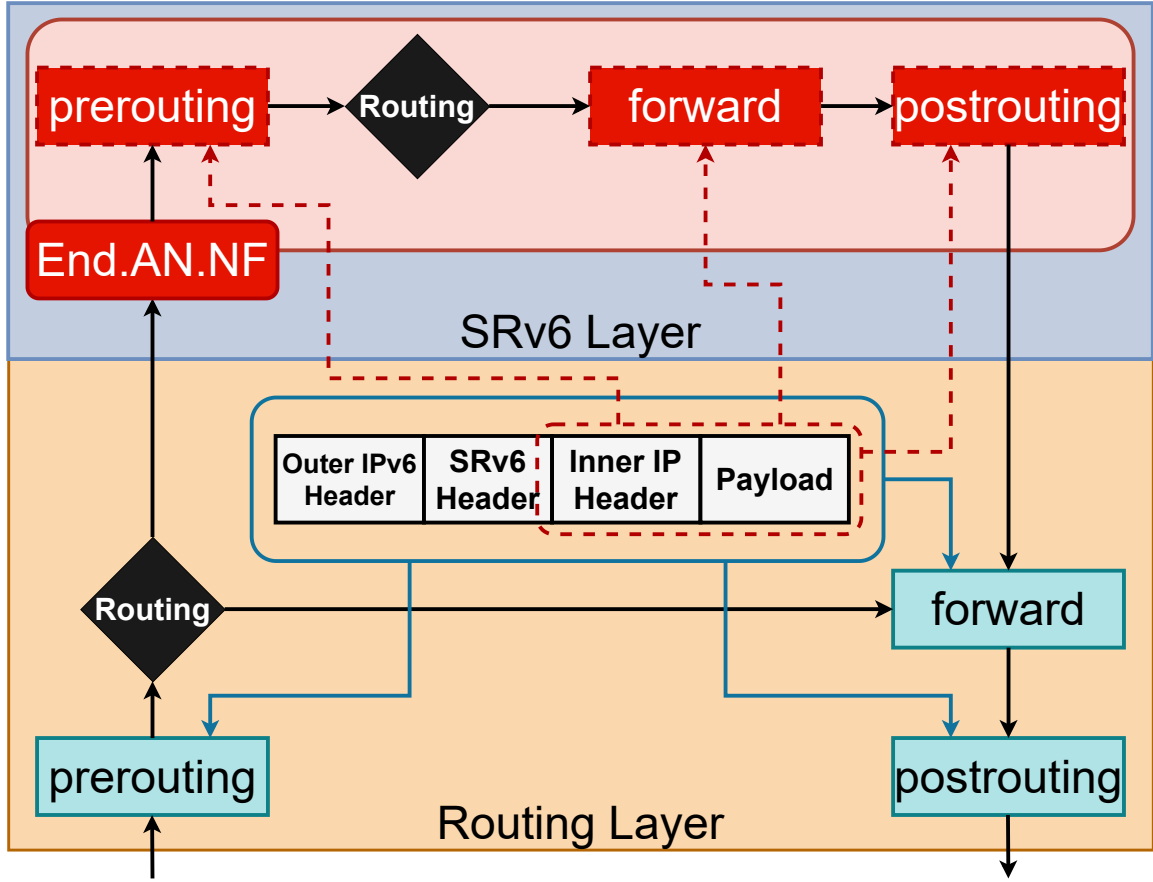 prerouting
Routing
forward
postrouting
End.AN.NF
SRv6 Layer
Outer IPv6
Header
SRv6
Header
Inner IP
Header
Payload
Routing
forward
prerouting
postrouting
Routing Layer